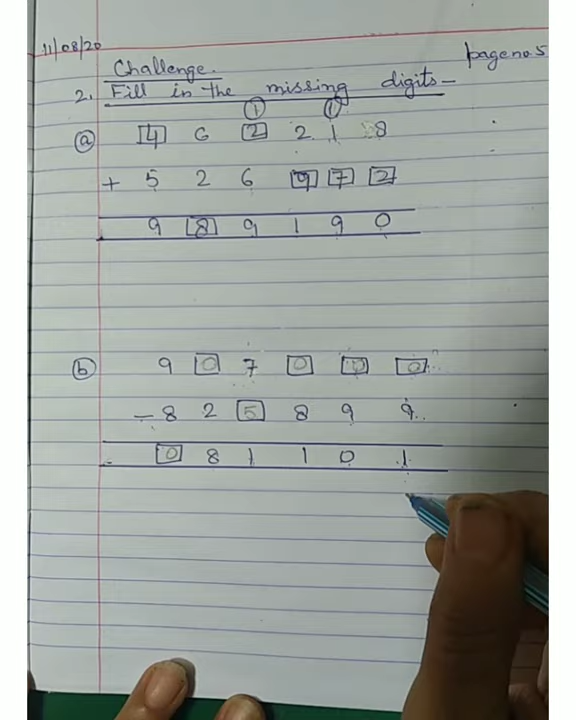 11/08/20
page no 5
Challenge.
2. Fill in the missing digits-
1 1
a 4 6 2 2 1 8
+ 5 2 6 9 7 2
9 8 9 1 9 0
b 9 0 7 0 0 0
- 8 2 5 8 9 9
0 8 1 1 0 1